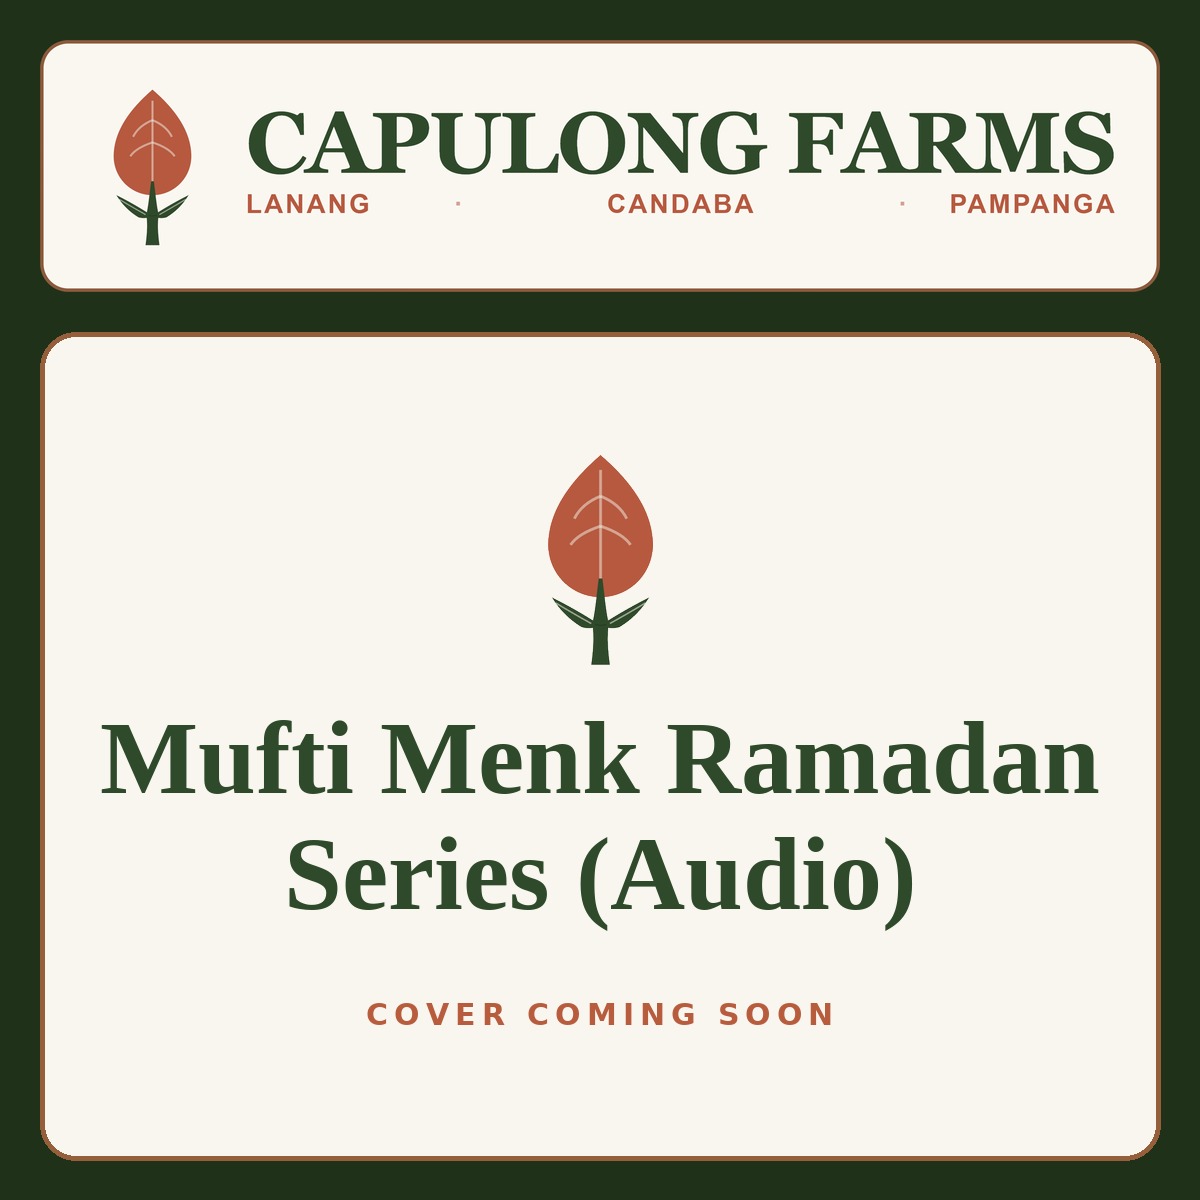 CAPULONG FARMS
LANANG · CANDABA · PAMPANGA
Mufti Menk Ramadan
Series (Audio)
COVER COMING SOON